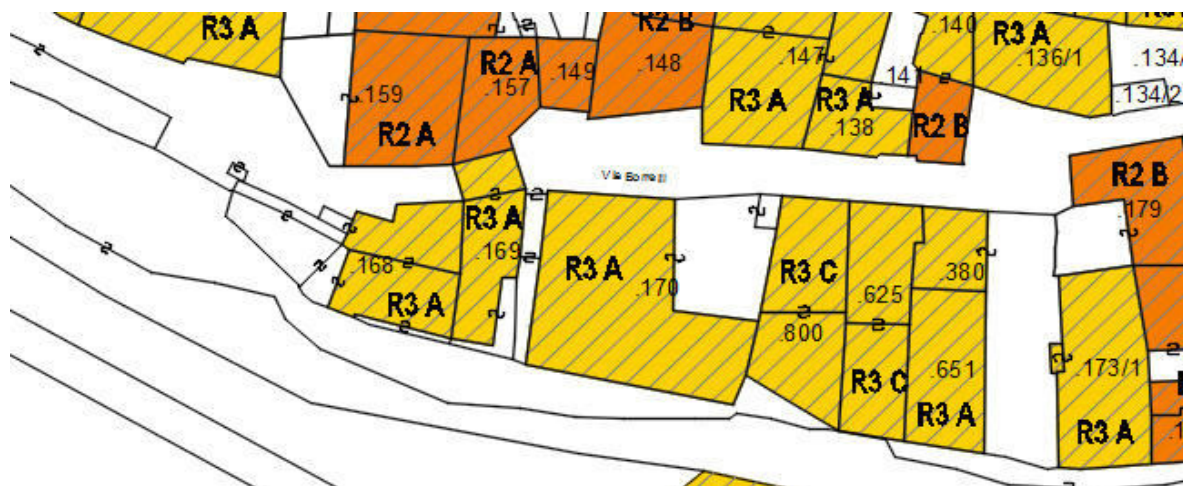 R3 A
R2 B
.140
R3 A
.136/1
.134/
.134/2
R2 A
.157
.149
.148
.147
.141
.159
R2 A
R3 A
R3 A
.138
R2 B
Via Borrelli
R2 B
.179
R3 A
.169
.168
R3 A
R3 A
.170
R3 C
.800
.625
.380
R3 C
.651
R3 A
.173/1
R3 A